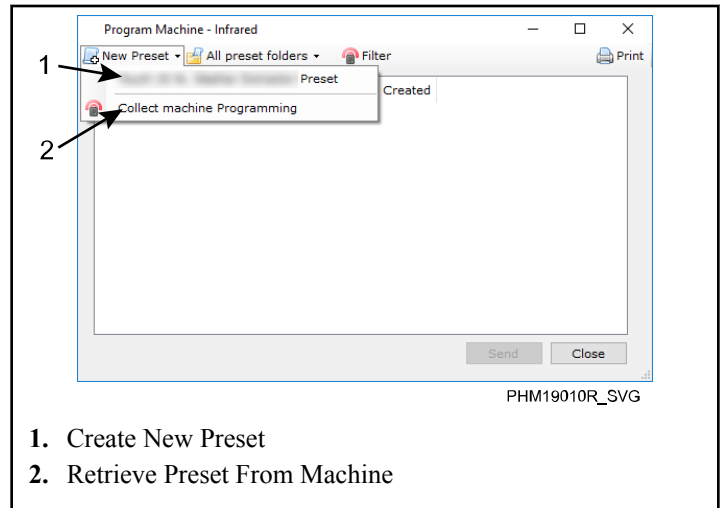 Program Machine - Infrared
New Preset All preset folders Filter Print
1 Preset
Created
Collect machine Programming
2
Send Close
PHM19010R_SVG
1. Create New Preset
2. Retrieve Preset From Machine